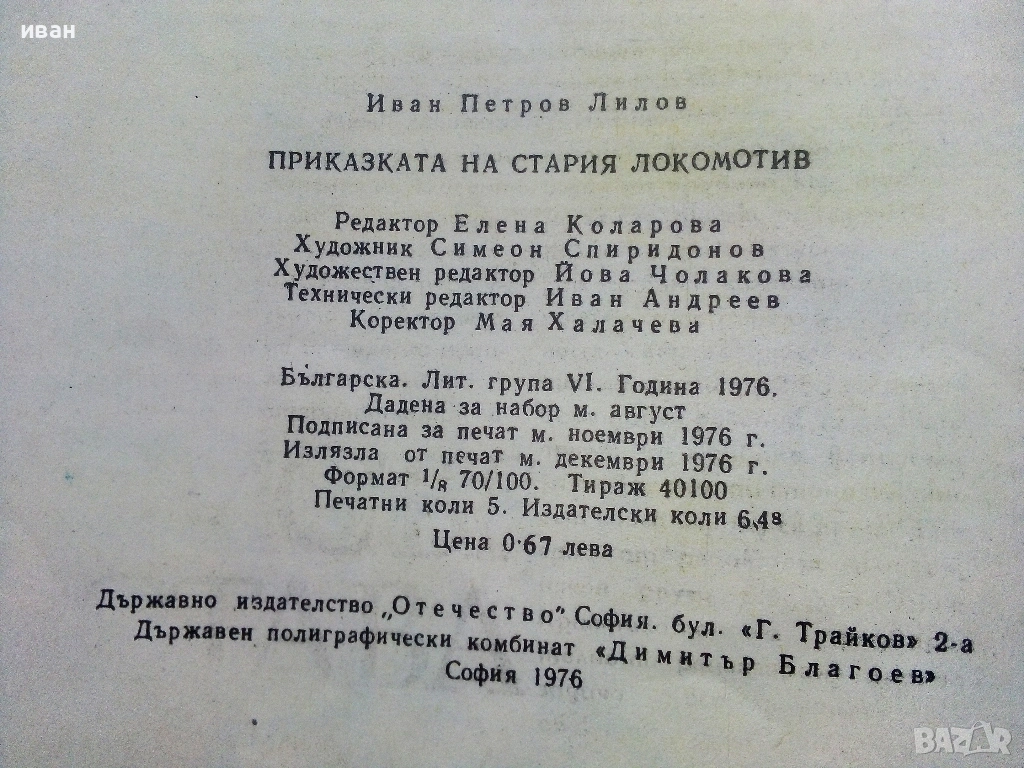 иван
Иван Петров Лилов
ПРИКАЗКАТА НА СТАРИЯ ЛОКОМОТИВ
Редактор Елена Коларова
Художник Симеон Спиридонов
Художествен редактор Йова Чолакова
Технически редактор Иван Андреев
Коректор Мая Халачева
Българска. Лит. група VI. Година 1976.
Дадена за набор м. август
Подписана за печат м. ноември 1976 г.
Излязла от печат м. декември 1976 г.
Формат 1/8 70/100. Тираж 40100
Печатни коли 5. Издателски коли 6,48
Цена 0·67 лева
Държавно издателство „Отечество" София. бул. «Г. Трайков» 2-а
Държавен полиграфически комбинат «Димитър Благоев»
София 1976
BAZAR